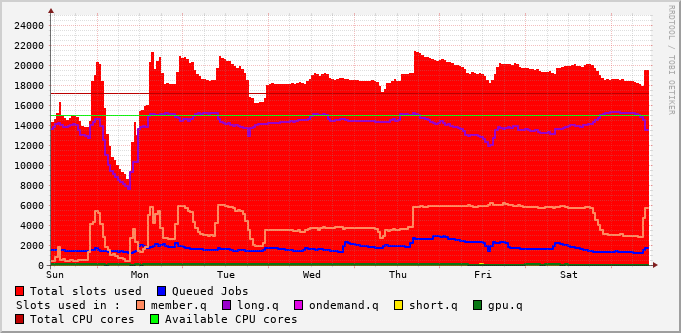 RRDTOOL / TOBI OETIKER
24000
22000
20000
18000
16000
14000
12000
10000
8000
6000
4000
2000
0
Sun Mon Tue Wed Thu Fri Sat
Total slots used Queued Jobs
Slots used in : member.q long.q ondemand.q short.q gpu.q
Total CPU cores Available CPU cores